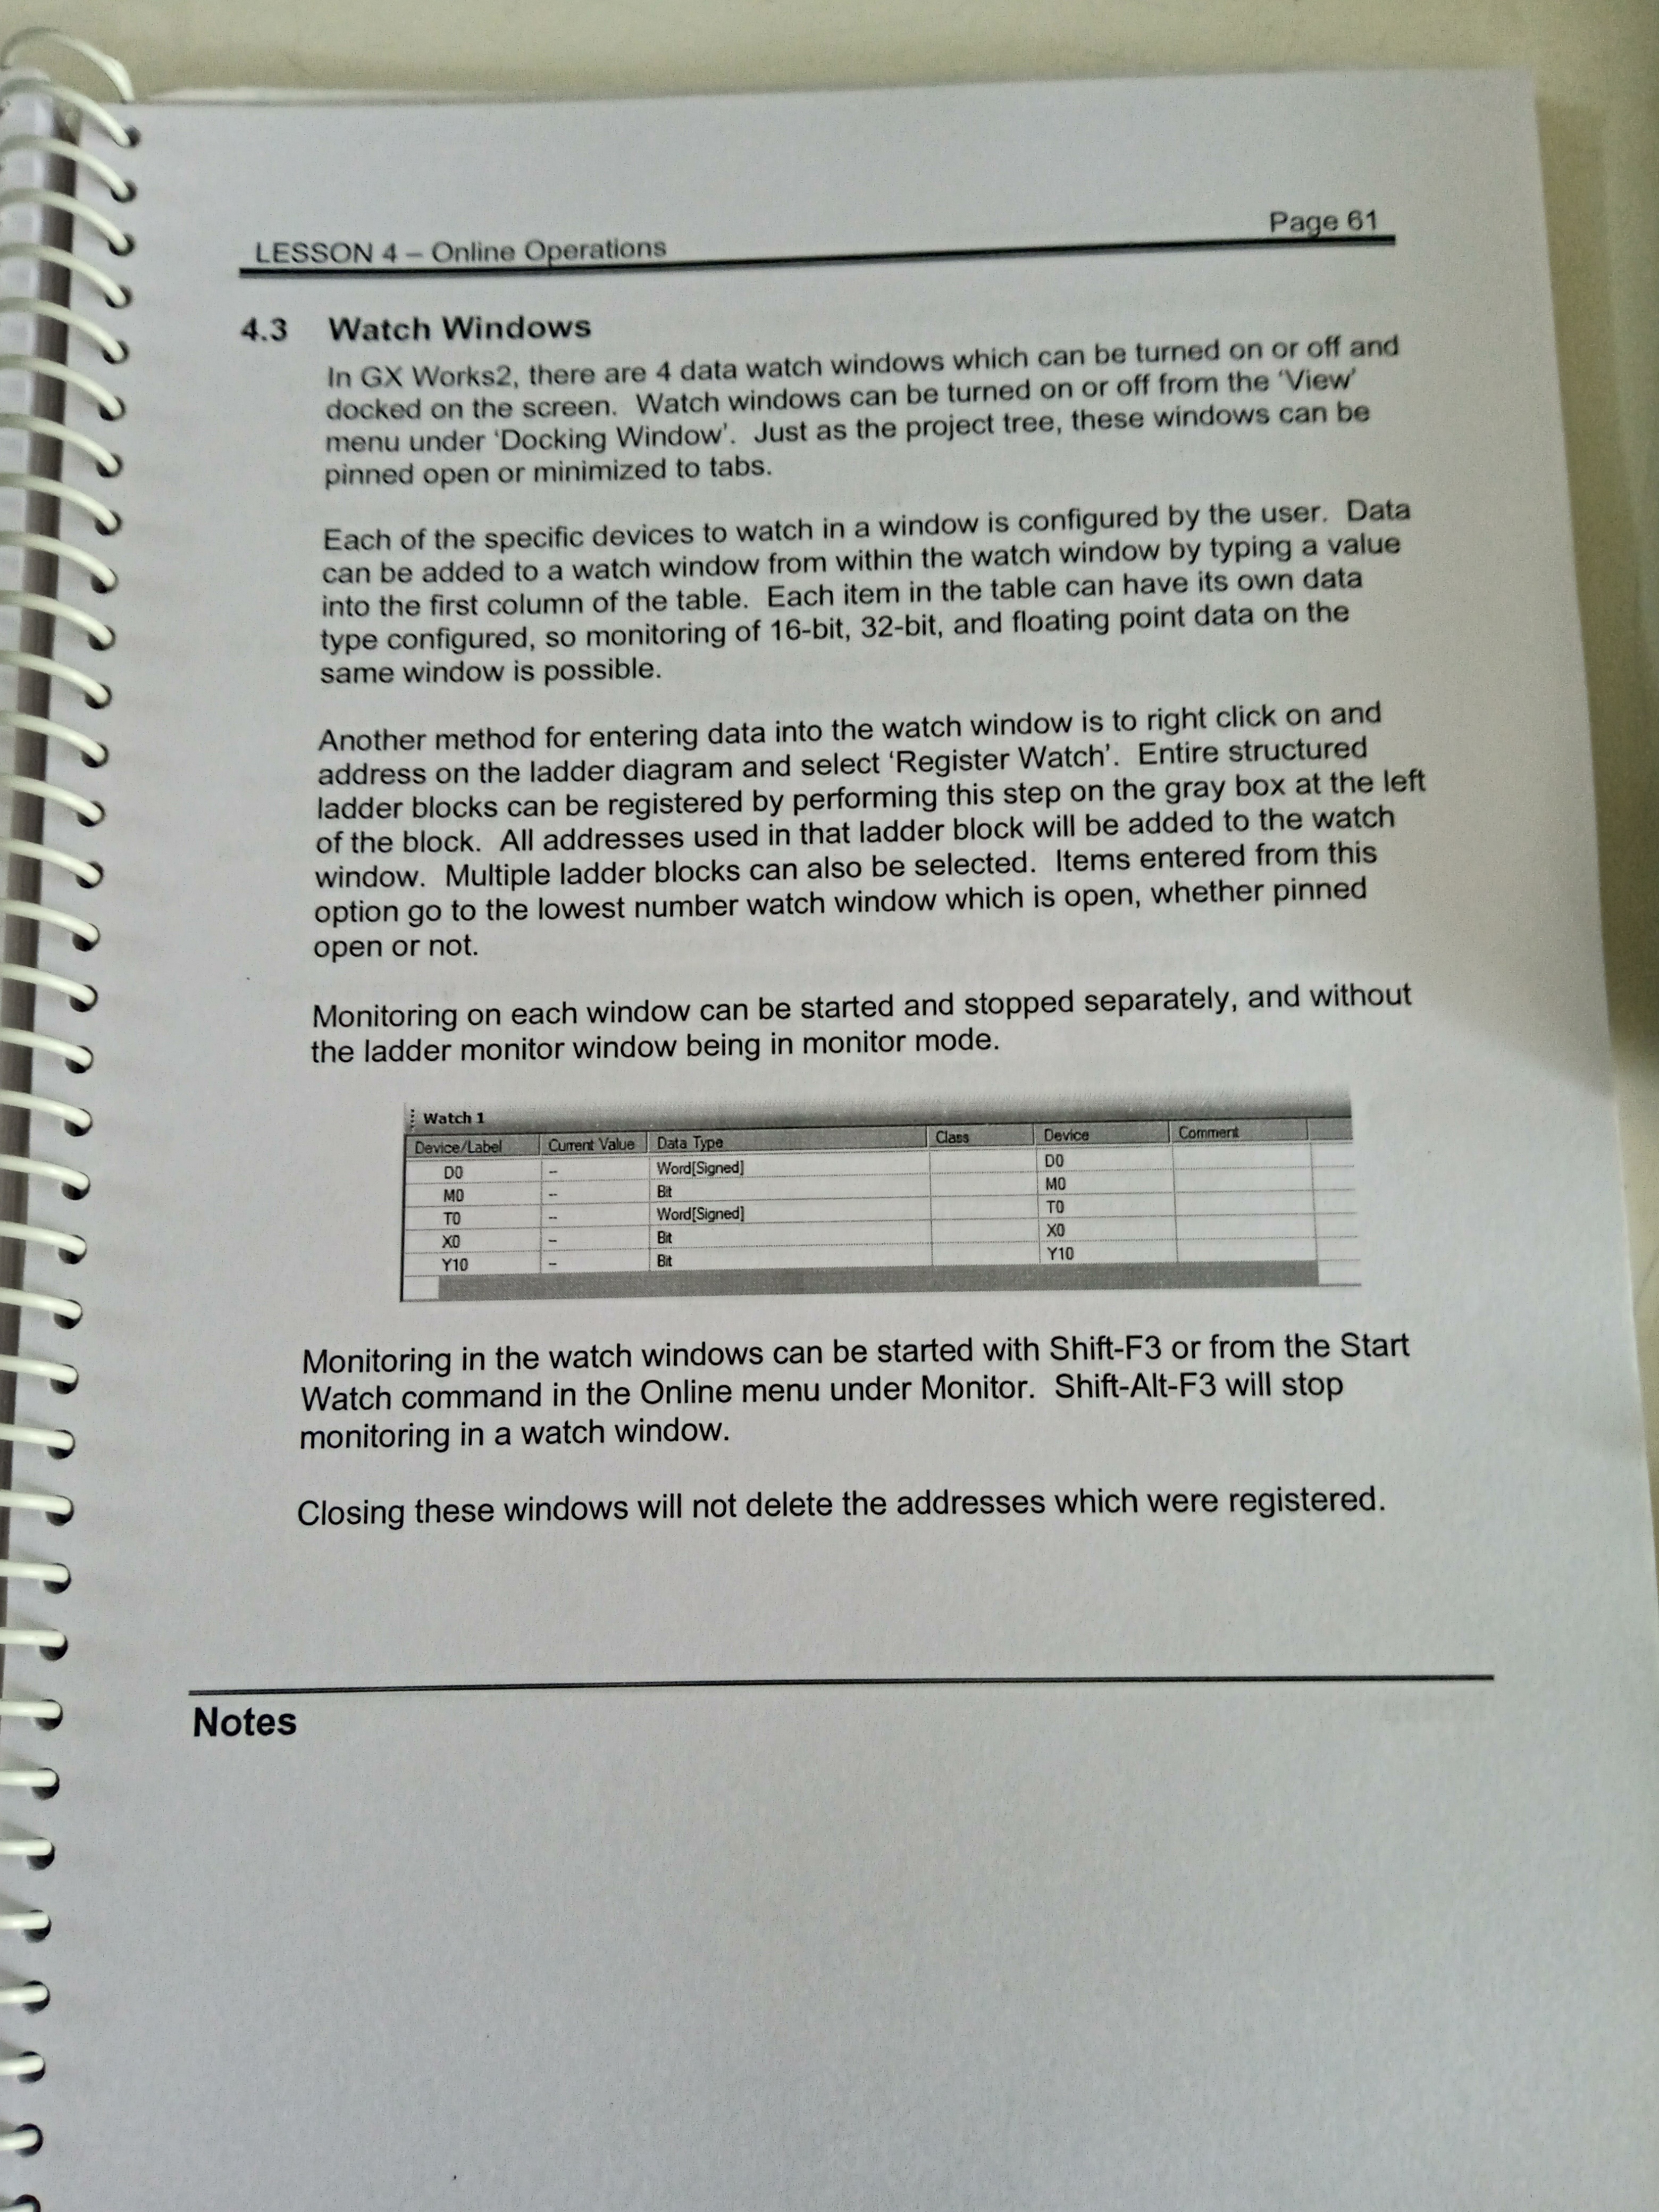 Page 61
LESSON 4 – Online Operations
4.3 Watch Windows
In GX Works2, there are 4 data watch windows which can be turned on or off and
docked on the screen. Watch windows can be turned on or off from the ‘View’
menu under ‘Docking Window’. Just as the project tree, these windows can be
pinned open or minimized to tabs.
Each of the specific devices to watch in a window is configured by the user. Data
can be added to a watch window from within the watch window by typing a value
into the first column of the table. Each item in the table can have its own data
type configured, so monitoring of 16-bit, 32-bit, and floating point data on the
same window is possible.
Another method for entering data into the watch window is to right click on and
address on the ladder diagram and select ‘Register Watch’. Entire structured
ladder blocks can be registered by performing this step on the gray box at the left
of the block. All addresses used in that ladder block will be added to the watch
window. Multiple ladder blocks can also be selected. Items entered from this
option go to the lowest number watch window which is open, whether pinned
open or not.
Monitoring on each window can be started and stopped separately, and without
the ladder monitor window being in monitor mode.
Watch 1
Device/Label Current Value Data Type Class Device Comment
D0 -- Word[Signed] D0
M0 -- Bit M0
T0 -- Word[Signed] T0
X0 -- Bit X0
Y10 -- Bit Y10
Monitoring in the watch windows can be started with Shift-F3 or from the Start
Watch command in the Online menu under Monitor. Shift-Alt-F3 will stop
monitoring in a watch window.
Closing these windows will not delete the addresses which were registered.
Notes